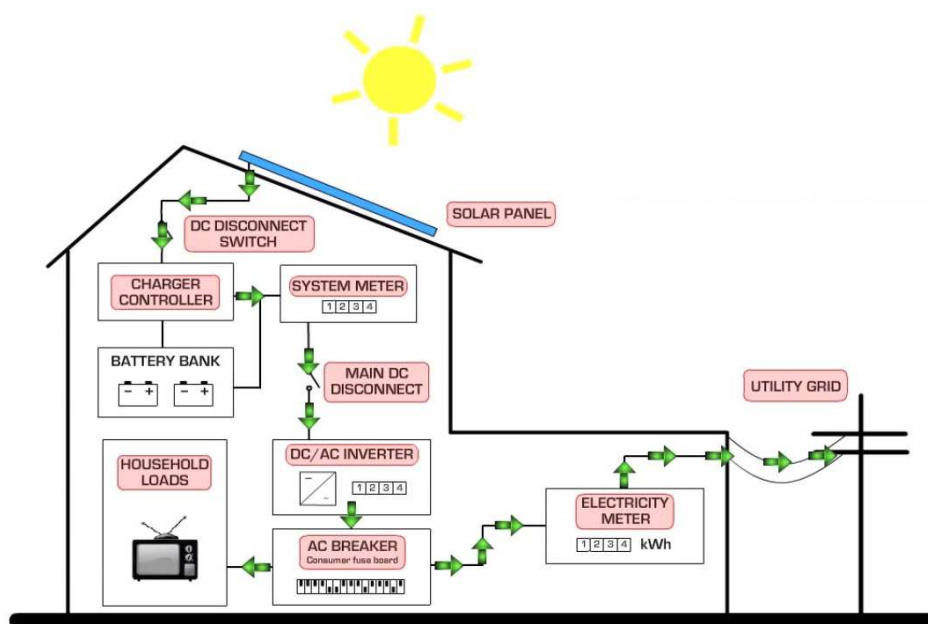 SOLAR PANEL
DC DISCONNECT
SWITCH
CHARGER
CONTROLLER
SYSTEM METER
1 2 3 4
BATTERY BANK
- + - +
MAIN DC
DISCONNECT
UTILITY GRID
HOUSEHOLD
LOADS
DC/AC INVERTER
1 2 3 4
ELECTRICITY
METER
1 2 3 4 kWh
AC BREAKER
Consumer fuse board